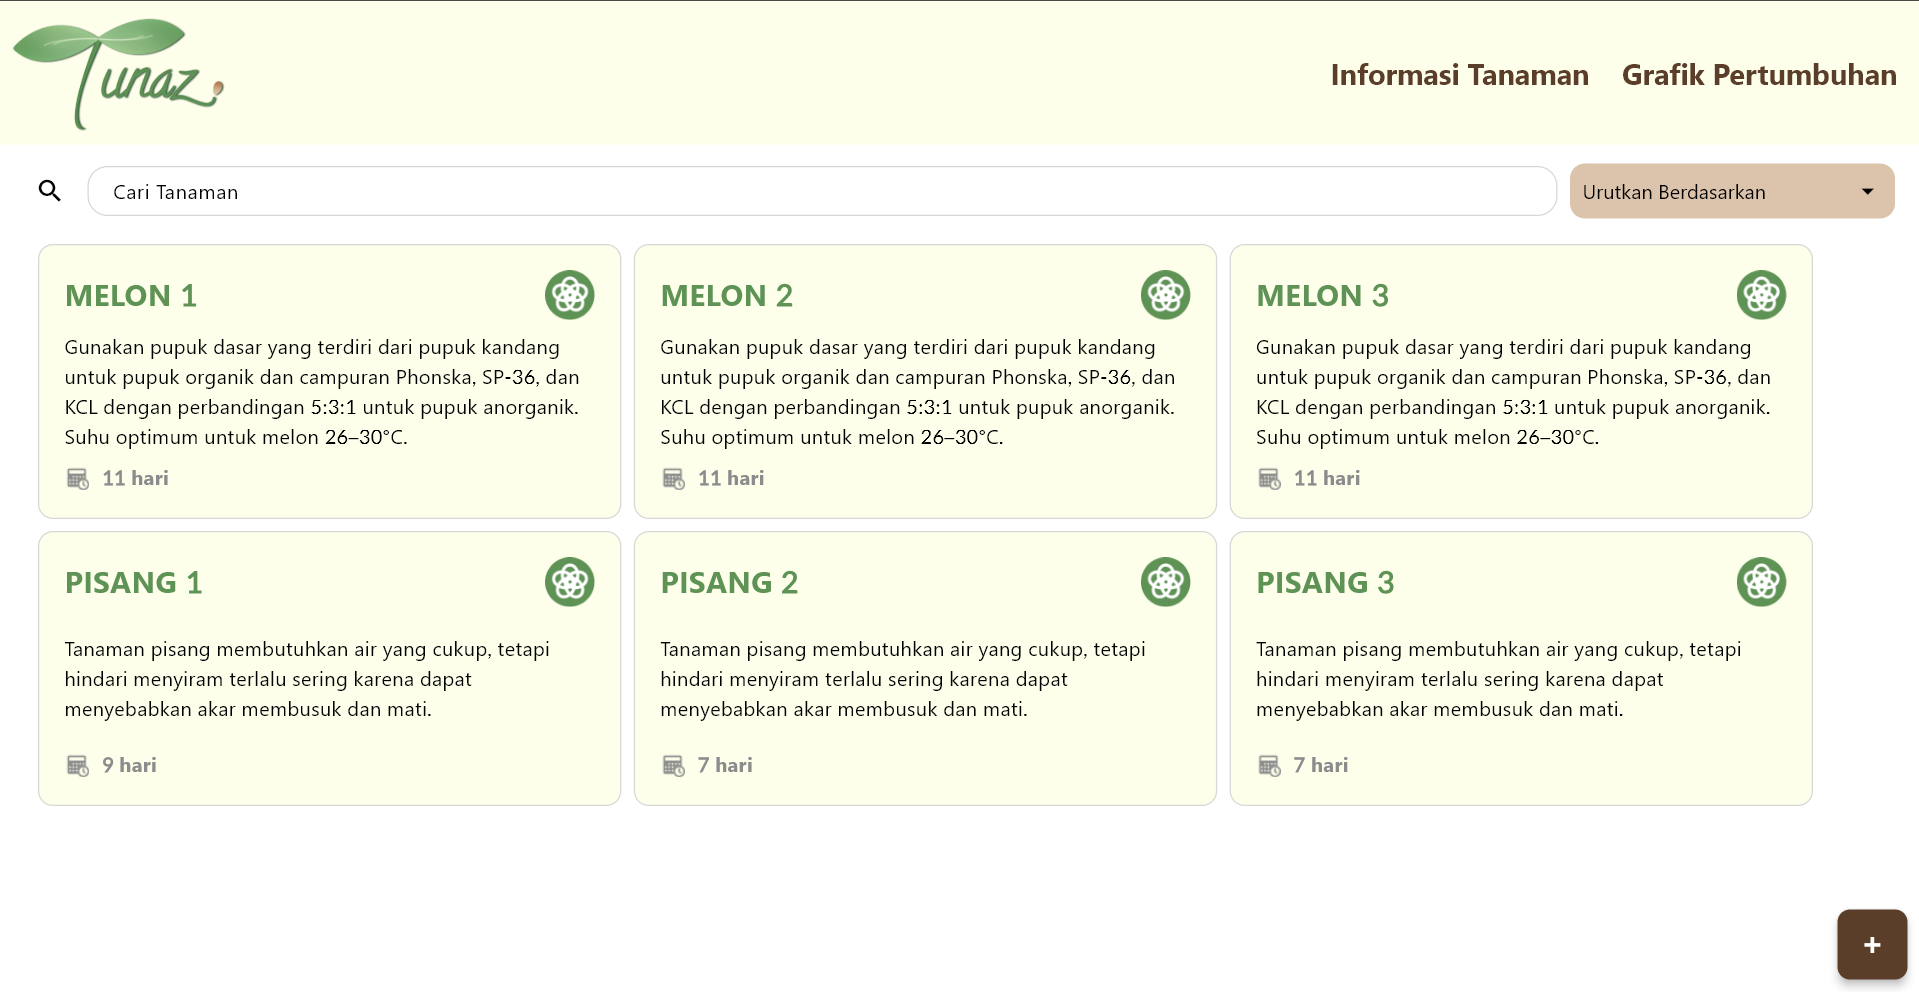 Tunaz.
Informasi Tanaman
Grafik Pertumbuhan
Cari Tanaman
Urutkan Berdasarkan
MELON 1
Gunakan pupuk dasar yang terdiri dari pupuk kandang
untuk pupuk organik dan campuran Phonska, SP-36, dan
KCL dengan perbandingan 5:3:1 untuk pupuk anorganik.
Suhu optimum untuk melon 26–30°C.
11 hari
MELON 2
Gunakan pupuk dasar yang terdiri dari pupuk kandang
untuk pupuk organik dan campuran Phonska, SP-36, dan
KCL dengan perbandingan 5:3:1 untuk pupuk anorganik.
Suhu optimum untuk melon 26–30°C.
11 hari
MELON 3
Gunakan pupuk dasar yang terdiri dari pupuk kandang
untuk pupuk organik dan campuran Phonska, SP-36, dan
KCL dengan perbandingan 5:3:1 untuk pupuk anorganik.
Suhu optimum untuk melon 26–30°C.
11 hari
PISANG 1
Tanaman pisang membutuhkan air yang cukup, tetapi
hindari menyiram terlalu sering karena dapat
menyebabkan akar membusuk dan mati.
9 hari
PISANG 2
Tanaman pisang membutuhkan air yang cukup, tetapi
hindari menyiram terlalu sering karena dapat
menyebabkan akar membusuk dan mati.
7 hari
PISANG 3
Tanaman pisang membutuhkan air yang cukup, tetapi
hindari menyiram terlalu sering karena dapat
menyebabkan akar membusuk dan mati.
7 hari
+